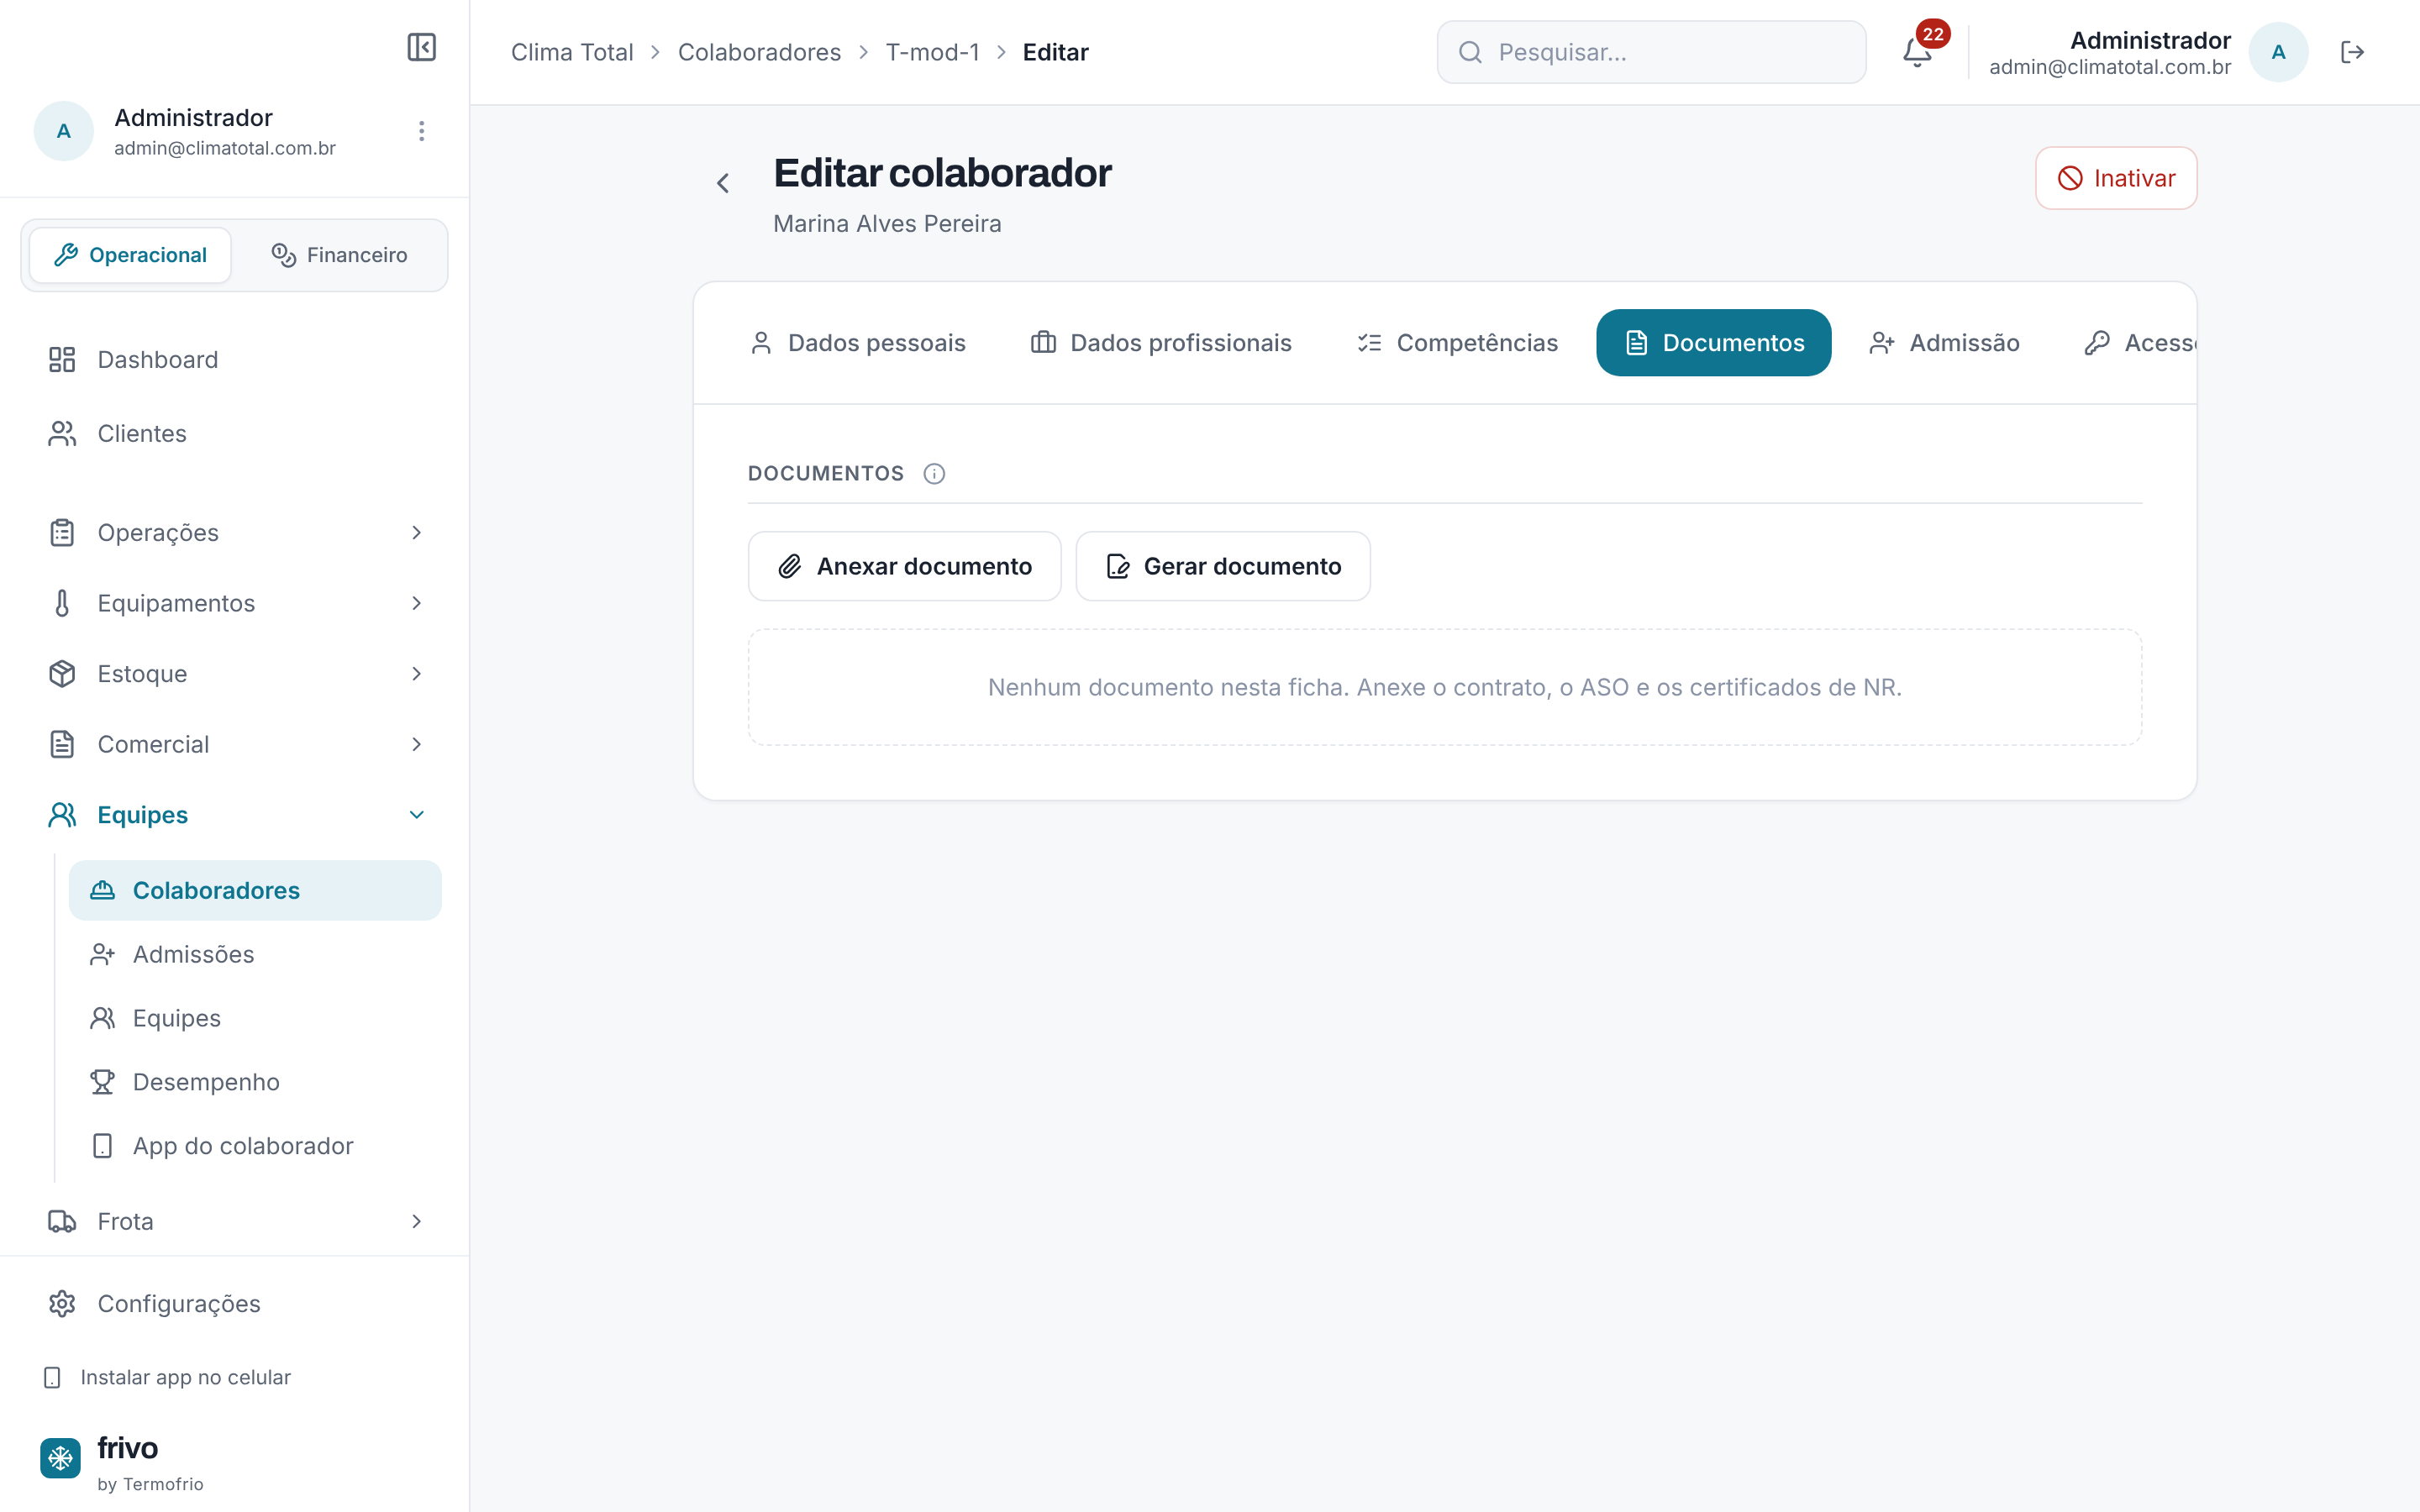 Clima Total > Colaboradores > T-mod-1 > Editar
Pesquisar...
22
Administrador
admin@climatotal.com.br
A
A
Administrador
admin@climatotal.com.br
Operacional
Financeiro
Dashboard
Clientes
Operações
Equipamentos
Estoque
Comercial
Equipes
Colaboradores
Admissões
Equipes
Desempenho
App do colaborador
Frota
Configurações
Instalar app no celular
frivo
by Termofrio
Editar colaborador
Marina Alves Pereira
Inativar
Dados pessoais
Dados profissionais
Competências
Documentos
Admissão
Acess
DOCUMENTOS
Anexar documento
Gerar documento
Nenhum documento nesta ficha. Anexe o contrato, o ASO e os certificados de NR.